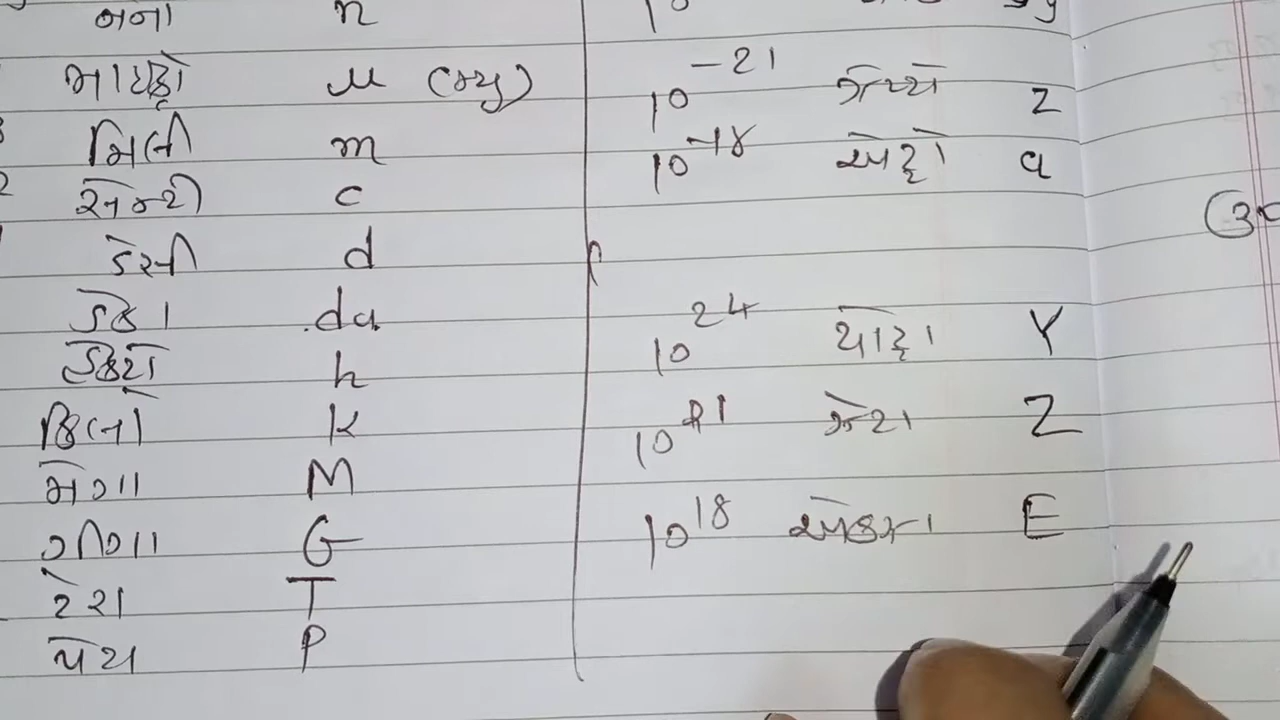 નેનો n
માઈક્રો µ (મ્યુ)
મિલી m
સેન્ટી c
ડેસી d
ડેકા da
હેક્ટો h
કિલો k
મેગા M
ગીગા G
ટેરા T
પેટા P
10^-21 ઝેપ્ટો z
10^-18 એટ્ટો a
10^24 યોટ્ટા Y
10^21 ઝેટા Z
10^18 એક્ઝા E